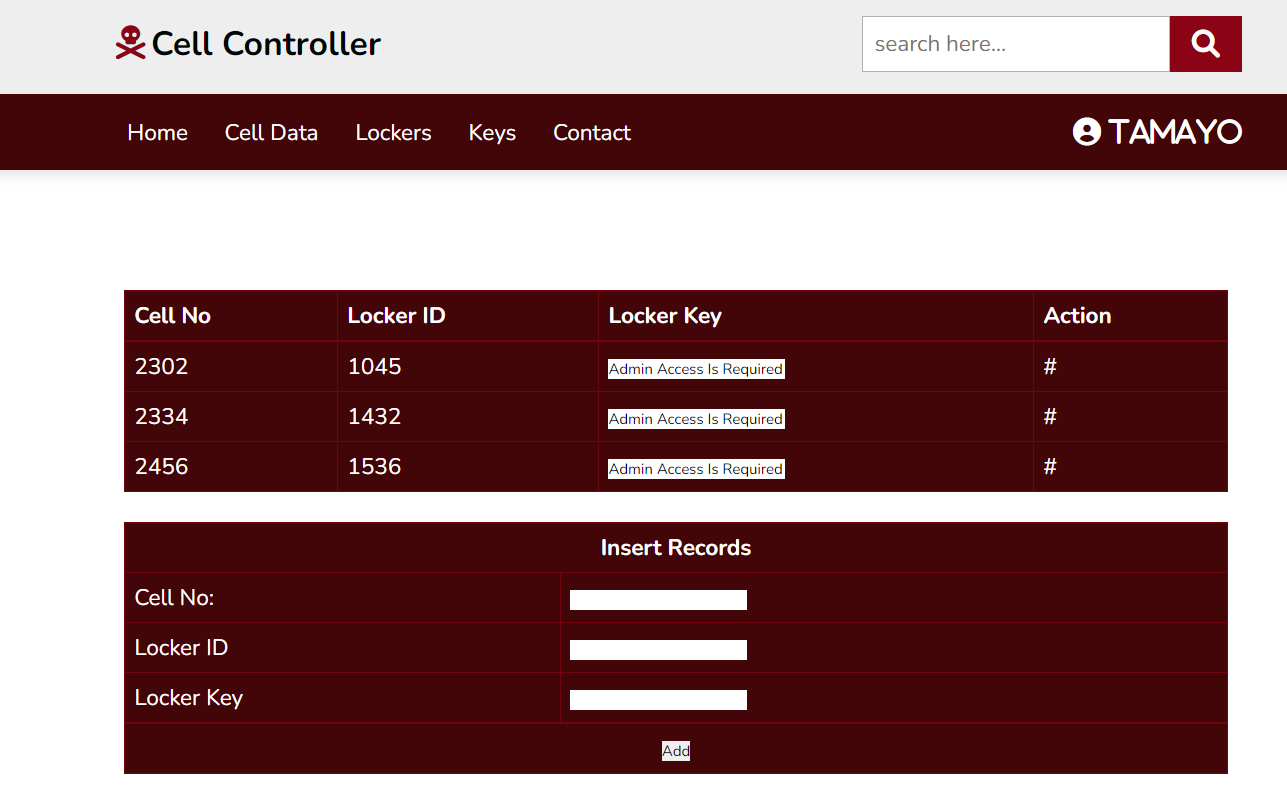 Cell Controller
search here...
Home Cell Data Lockers Keys Contact TAMAYO
Cell No Locker ID Locker Key Action
2302 1045 Admin Access Is Required #
2334 1432 Admin Access Is Required #
2456 1536 Admin Access Is Required #
Insert Records
Cell No:
Locker ID
Locker Key
Add